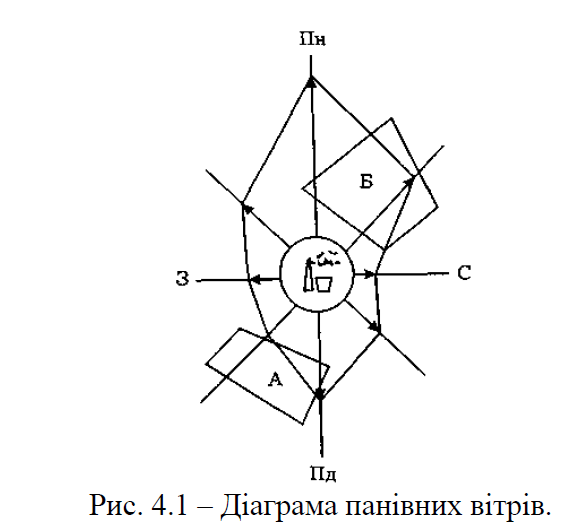 Пн
Б
З
С
А
Пд
Рис. 4.1 – Діаграма панівних вітрів.